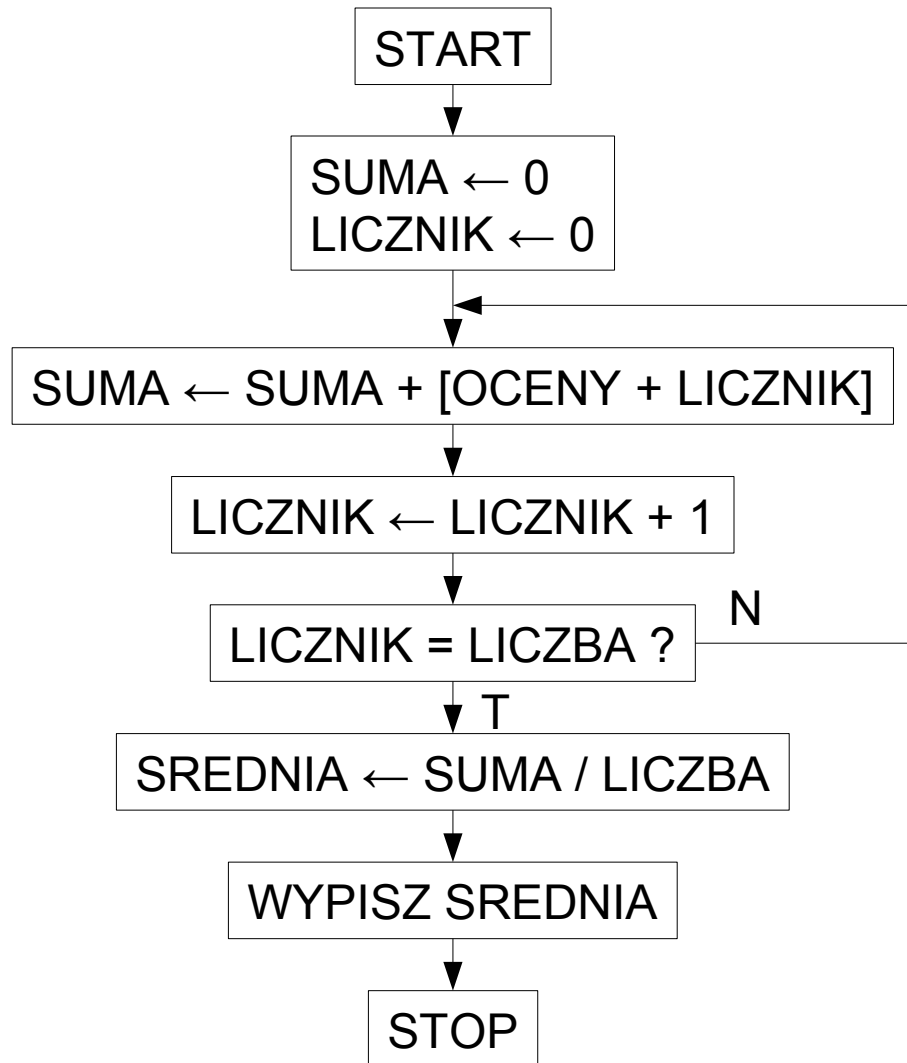 START
SUMA ← 0
LICZNIK ← 0
SUMA ← SUMA + [OCENY + LICZNIK]
LICZNIK ← LICZNIK + 1
LICZNIK = LICZBA ?
N
T
SREDNIA ← SUMA / LICZBA
WYPISZ SREDNIA
STOP